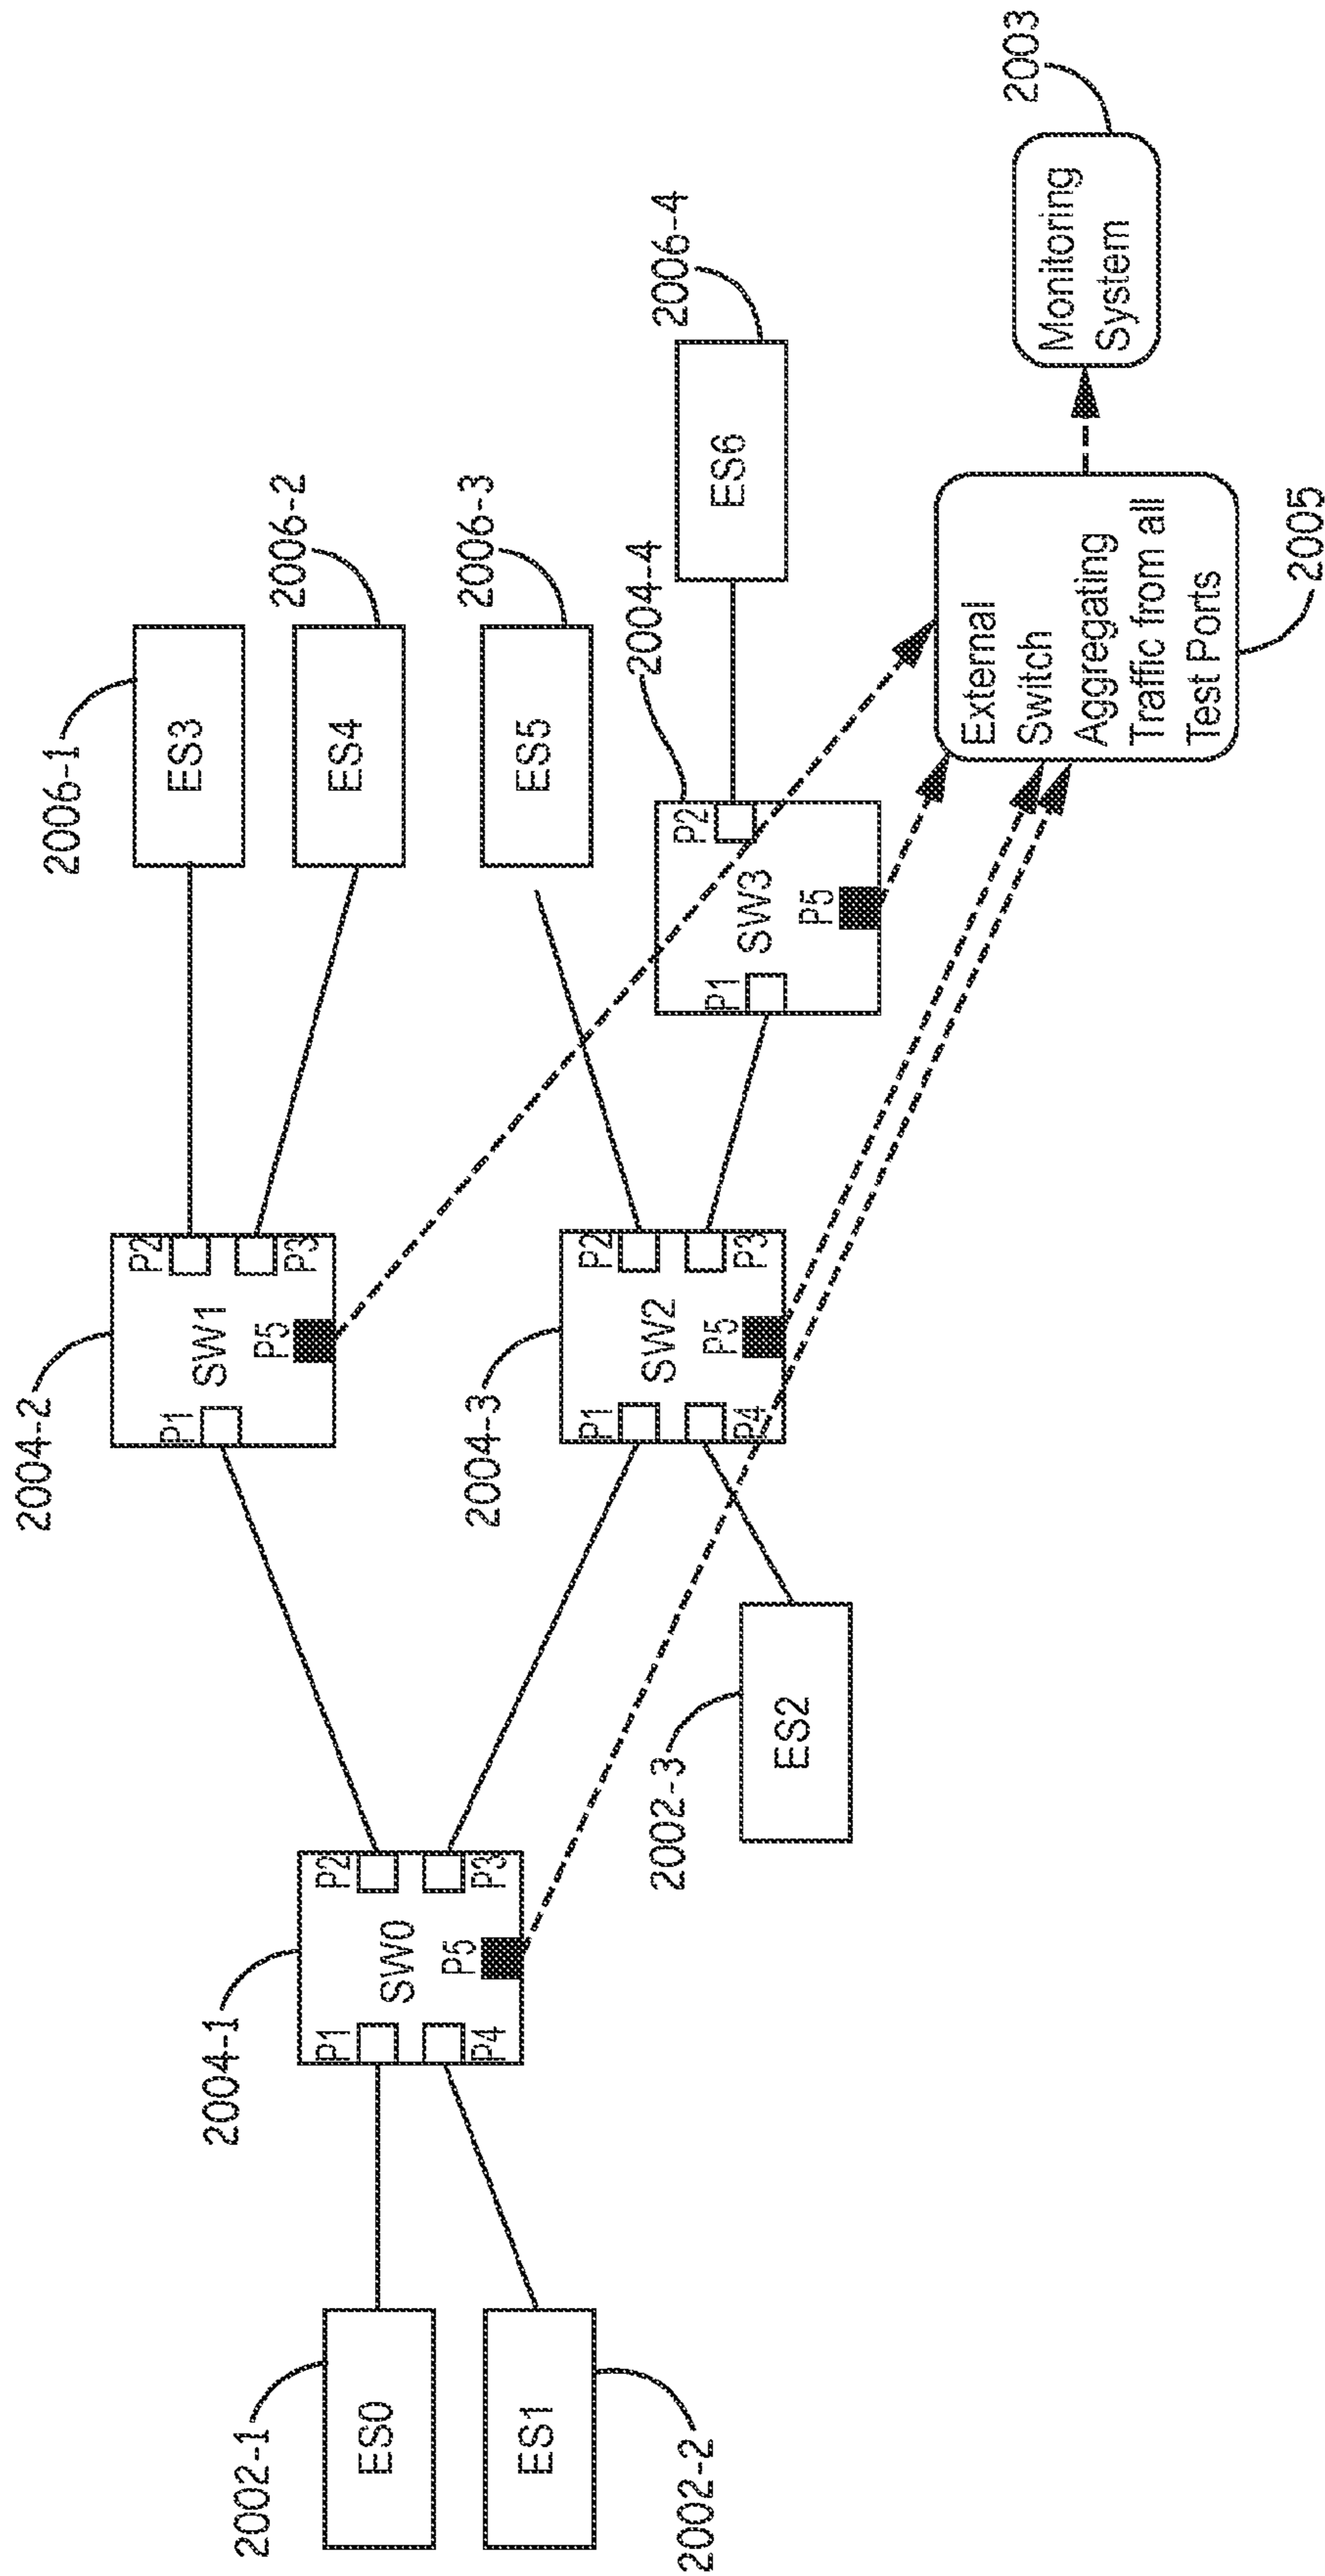 2002-1
ES0
ES1
2002-2
2004-1
P1
P2
SW0
P4
P5
P3
2002-3
ES2
2004-2
P1
P2
SW1
P5
P3
2004-3
P1
P2
SW2
P4
P5
P3
2006-1
ES3
2006-2
ES4
2006-3
ES5
2004-4
P1
P2
SW3
P5
2006-4
ES6
External
Switch
Aggregating
Traffic from all
Test Ports
2005
Monitoring
System
2003